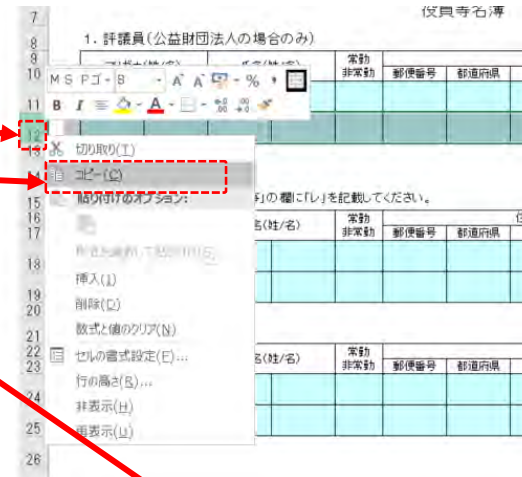 役員等名簿
7
8 1. 評議員(公益財団法人の場合のみ)
9 常勤
10 非常勤 郵便番号 都道府県
MS Pゴ 8 A A % ,
11 B I A
12
13 切り取り(T)
14 コピー(C)
15 貼り付けのオプション: の欄に「レ」を記載してください。
16 常勤
17 名(姓/名) 非常勤 郵便番号 都道府県
18 挿入(I)
19 削除(D)
20
21 数式と値のクリア(N)
22 セルの書式設定(F)... 常勤
23 名(姓/名) 非常勤 郵便番号 都道府県
行の高さ(R)...
24 非表示(H)
25 再表示(U)
26